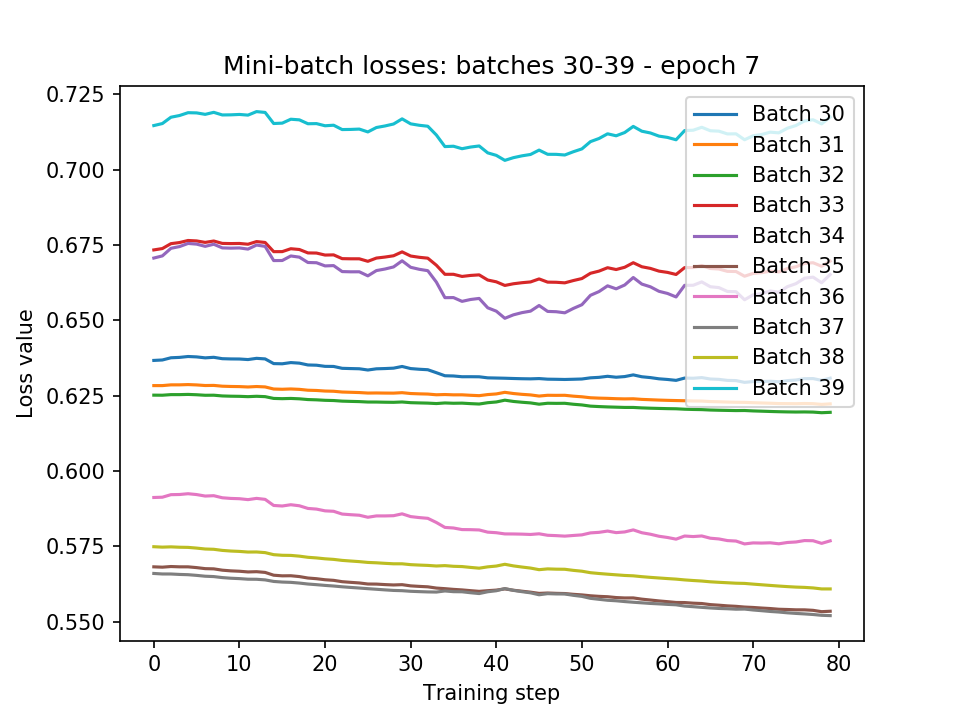 Mini-batch losses: batches 30-39 - epoch 7
Loss value
0.725
0.700
0.675
0.650
0.625
0.600
0.575
0.550
Batch 30
Batch 31
Batch 32
Batch 33
Batch 34
Batch 35
Batch 36
Batch 37
Batch 38
Batch 39
0 10 20 30 40 50 60 70 80
Training step